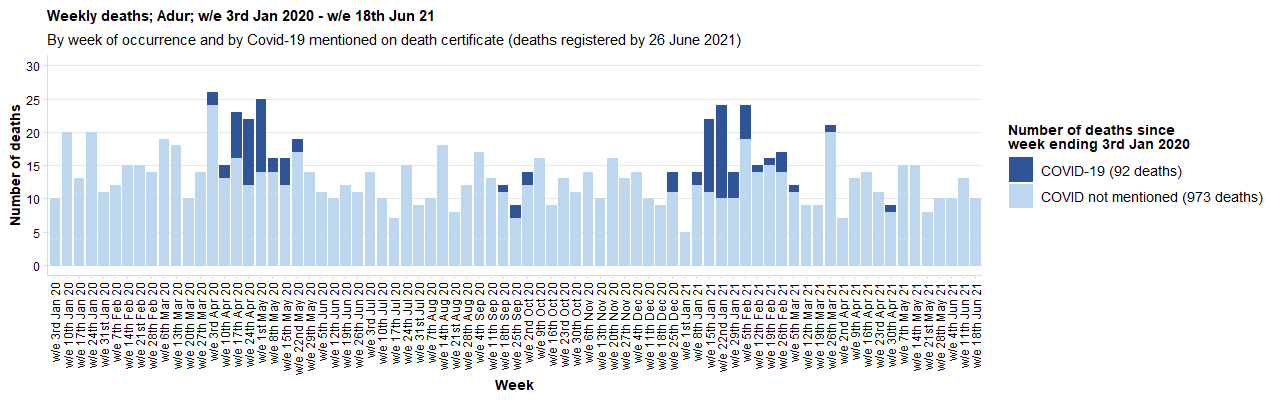 Weekly deaths; Adur; w/e 3rd Jan 2020 - w/e 18th Jun 21
By week of occurrence and by Covid-19 mentioned on death certificate (deaths registered by 26 June 2021)
Number of deaths
30
25
20
15
10
5
0
w/e 3rd Jan 20
w/e 10th Jan 20
w/e 17th Jan 20
w/e 24th Jan 20
w/e 31st Jan 20
w/e 7th Feb 20
w/e 14th Feb 20
w/e 21st Feb 20
w/e 28th Feb 20
w/e 6th Mar 20
w/e 13th Mar 20
w/e 20th Mar 20
w/e 27th Mar 20
w/e 3rd Apr 20
w/e 10th Apr 20
w/e 17th Apr 20
w/e 24th Apr 20
w/e 1st May 20
w/e 8th May 20
w/e 15th May 20
w/e 22nd May 20
w/e 29th May 20
w/e 5th Jun 20
w/e 12th Jun 20
w/e 19th Jun 20
w/e 26th Jun 20
w/e 3rd Jul 20
w/e 10th Jul 20
w/e 17th Jul 20
w/e 24th Jul 20
w/e 31st Jul 20
w/e 7th Aug 20
w/e 14th Aug 20
w/e 21st Aug 20
w/e 28th Aug 20
w/e 4th Sep 20
w/e 11th Sep 20
w/e 18th Sep 20
w/e 25th Sep 20
w/e 2nd Oct 20
w/e 9th Oct 20
w/e 16th Oct 20
w/e 23rd Oct 20
w/e 30th Oct 20
w/e 6th Nov 20
w/e 13th Nov 20
w/e 20th Nov 20
w/e 27th Nov 20
w/e 4th Dec 20
w/e 11th Dec 20
w/e 18th Dec 20
w/e 25th Dec 20
w/e 1st Jan 21
w/e 8th Jan 21
w/e 15th Jan 21
w/e 22nd Jan 21
w/e 29th Jan 21
w/e 5th Feb 21
w/e 12th Feb 21
w/e 19th Feb 21
w/e 26th Feb 21
w/e 5th Mar 21
w/e 12th Mar 21
w/e 19th Mar 21
w/e 26th Mar 21
w/e 2nd Apr 21
w/e 9th Apr 21
w/e 16th Apr 21
w/e 23rd Apr 21
w/e 30th Apr 21
w/e 7th May 21
w/e 14th May 21
w/e 21st May 21
w/e 28th May 21
w/e 4th Jun 21
w/e 11th Jun 21
w/e 18th Jun 21
Week
Number of deaths since
week ending 3rd Jan 2020
COVID-19 (92 deaths)
COVID not mentioned (973 deaths)